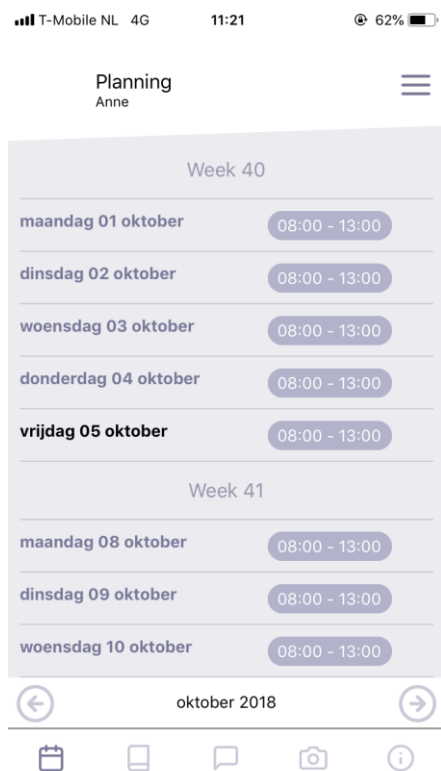 T-Mobile NL 4G 11:21 62%
Planning
Anne
Week 40
maandag 01 oktober 08:00 - 13:00
dinsdag 02 oktober 08:00 - 13:00
woensdag 03 oktober 08:00 - 13:00
donderdag 04 oktober 08:00 - 13:00
vrijdag 05 oktober 08:00 - 13:00
Week 41
maandag 08 oktober 08:00 - 13:00
dinsdag 09 oktober 08:00 - 13:00
woensdag 10 oktober 08:00 - 13:00
oktober 2018